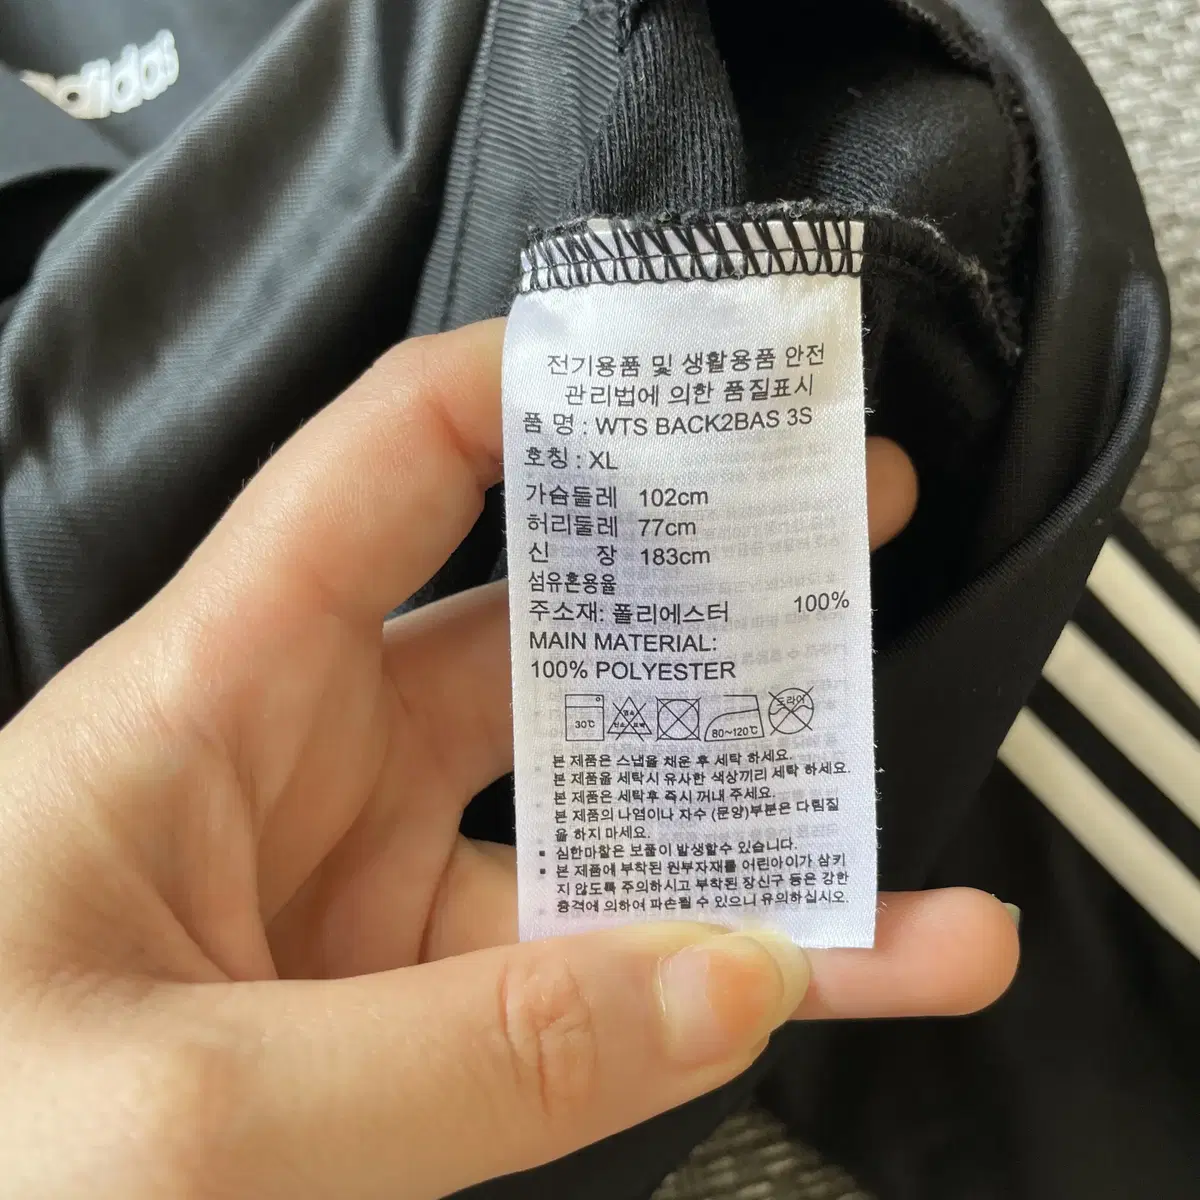 adidas
전기용품 및 생활용품 안전
관리법에 의한 품질표시
품 명 : WTS BACK2BAS 3S
호칭 : XL
가슴둘레 102cm
허리둘레 77cm
신 장 183cm
섬유혼용율
주소재: 폴리에스터 100%
MAIN MATERIAL:
100% POLYESTER
30℃ 80~120℃ 드라이
본 제품은 스냅을 채운 후 세탁 하세요.
본 제품을 세탁시 유사한 색상끼리 세탁 하세요.
본 제품은 세탁후 즉시 꺼내 주세요.
본 제품의 나염이나 자수 (문양)부분은 다림질
을 하지 마세요.
▪ 심한마찰은 보풀이 발생할수 있습니다.
▪ 본 제품에 부착된 원부자재를 어린아이가 삼키
지 않도록 주의하시고 부착된 장신구 등은 강한
충격에 의하여 파손될 수 있으니 유의하십시오.